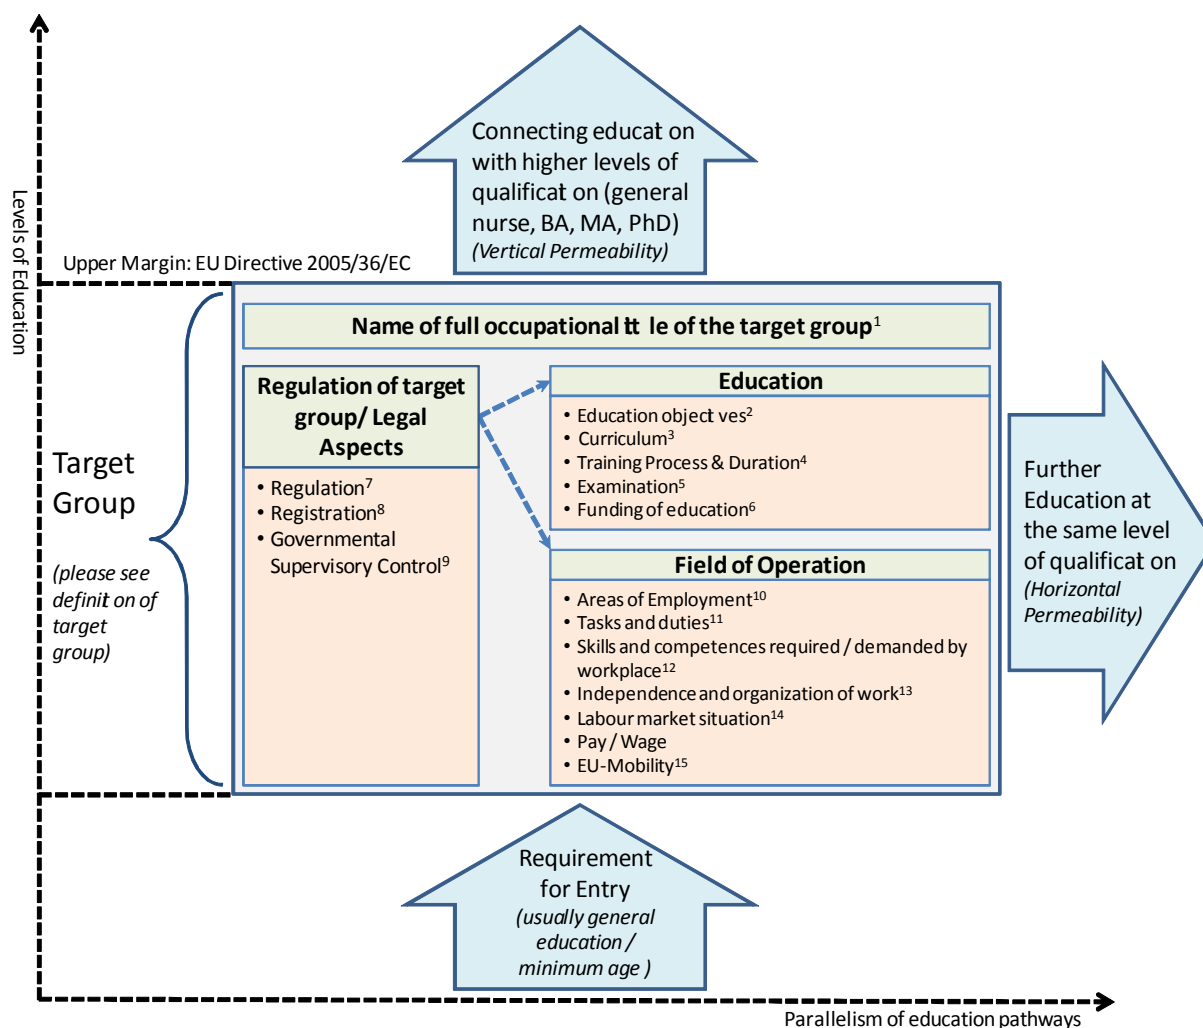 Levels of Education
Connecting educat on
with higher levels of
qualificat on (general
nurse, BA, MA, PhD)
(Vertical Permeability)
Upper Margin: EU Directive 2005/36/EC
Name of full occupational tt le of the target group1
Target
Group
(please see
definit on of
target
group)
Regulation of target
group/ Legal
Aspects
• Regulation7
• Registration8
• Governmental
Supervisory Control9
Education
• Education object ves2
• Curriculum3
• Training Process & Duration4
• Examination5
• Funding of education6
Field of Operation
• Areas of Employment10
• Tasks and duties11
• Skills and competences required / demanded by
workplace12
• Independence and organization of work13
• Labour market situation14
• Pay / Wage
• EU-Mobility15
Further
Education at
the same level
of qualificat on
(Horizontal
Permeability)
Requirement
for Entry
(usually general
education /
minimum age )
Parallelism of education pathways